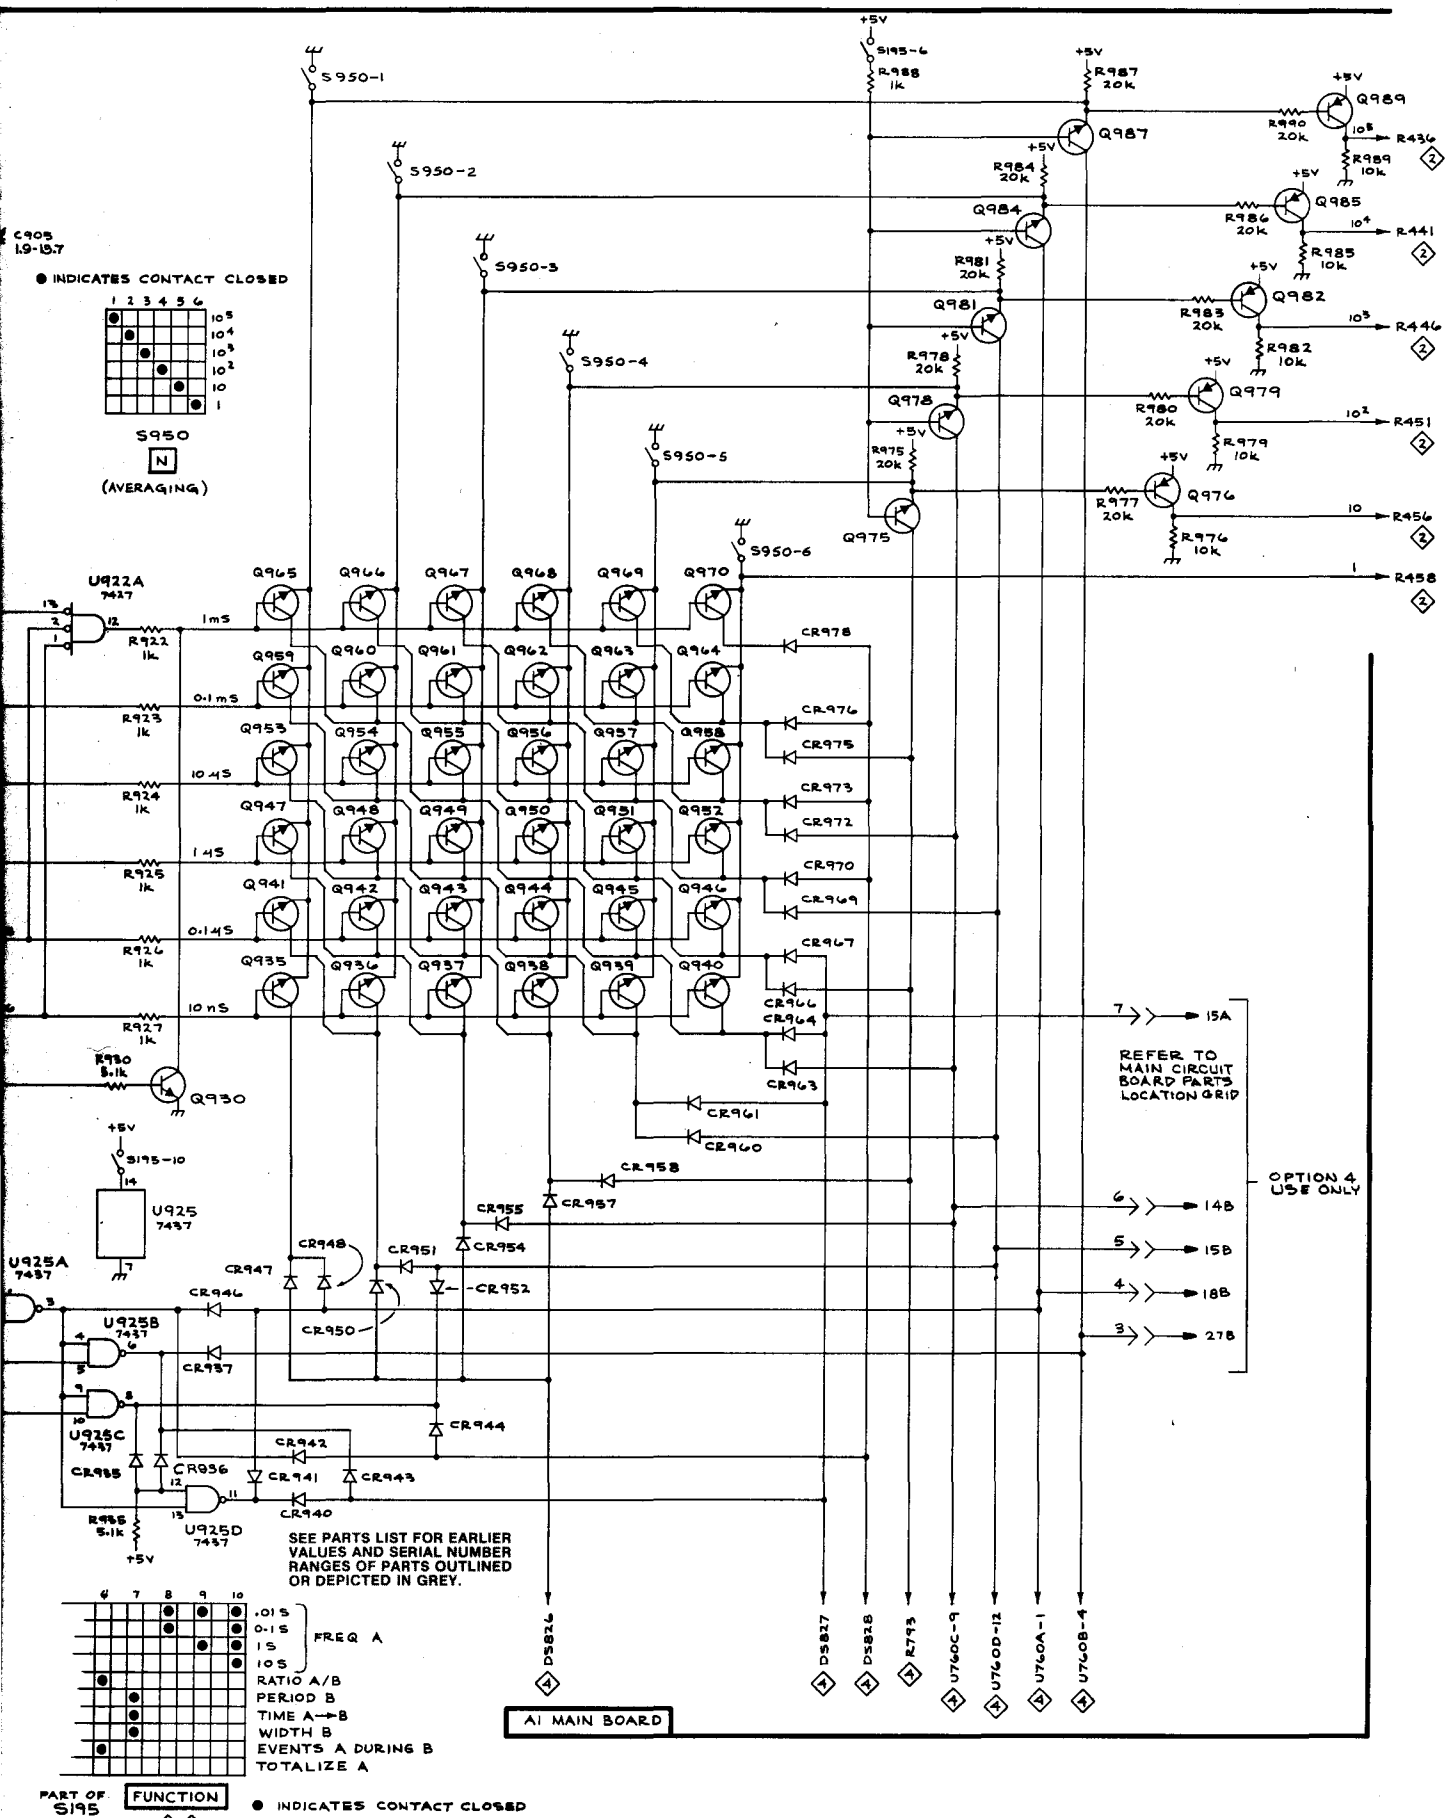 +5V
S195-6
R988
1k
S950-1
+5V
R987
20k
+5V
Q989
R990
20k
10⁵
R436
2
Q987
R989
10k
S950-2
+5V
R984
20k
+5V
Q985
Q984
R986
20k
10⁴
R441
2
R985
10k
C905
1.9-15.7
S950-3
+5V
R981
20k
+5V
Q982
Q981
R983
20k
10³
R446
2
R982
10k
● INDICATES CONTACT CLOSED
1 2 3 4 5 6
10⁵
10⁴
10³
10²
10
1
S950
N
(AVERAGING)
S950-4
+5V
R978
20k
+5V
Q979
Q978
R980
20k
10²
R451
2
R979
10k
S950-5
+5V
R975
20k
+5V
Q976
R977
20k
10
R456
2
Q975
R976
10k
S950-6
1
R458
2
U922A
7427
13
2
1
12
R922
1k
1mS
Q965 Q966 Q967 Q968 Q969 Q970
CR978
Q959 Q960 Q961 Q962 Q963 Q964
R923
1k
0.1mS
CR976
CR975
Q953 Q954 Q955 Q956 Q957 Q958
R924
1k
10µS
CR973
CR972
Q947 Q948 Q949 Q950 Q951 Q952
R925
1k
1µS
CR970
CR969
Q941 Q942 Q943 Q944 Q945 Q946
R926
1k
0.1µS
CR967
CR966
Q935 Q936 Q937 Q938 Q939 Q940
R927
1k
10nS
CR964
CR963
7
15A
REFER TO
MAIN CIRCUIT
BOARD PARTS
LOCATION GRID
R930
5.1k
Q930
CR961
CR960
+5V
S195-10
14
U925
7437
7
CR958
CR957
OPTION 4
USE ONLY
CR955
6
14B
CR954
CR948
CR951
5
15B
CR947
CR952
U925A
7437
3
CR946
4
18B
CR950
U925B
7437
4
5
6
CR937
3
27B
9
10
8
U925C
7437
CR944
CR942
CR935
CR936
CR941
CR943
12
13
11
CR940
R935
5.1k
U925D
7437
+5V
SEE PARTS LIST FOR EARLIER
VALUES AND SERIAL NUMBER
RANGES OF PARTS OUTLINED
OR DEPICTED IN GREY.
DS826
4
DS827
4
DS828
4
R793
4
U760C-9
4
U760D-12
4
U760A-1
4
U760B-4
4
7 8 9 10
.01S
0.1S
1S
10S
FREQ A
RATIO A/B
PERIOD B
TIME A→B
WIDTH B
EVENTS A DURING B
TOTALIZE A
A1 MAIN BOARD
PART OF
S195
FUNCTION
● INDICATES CONTACT CLOSED